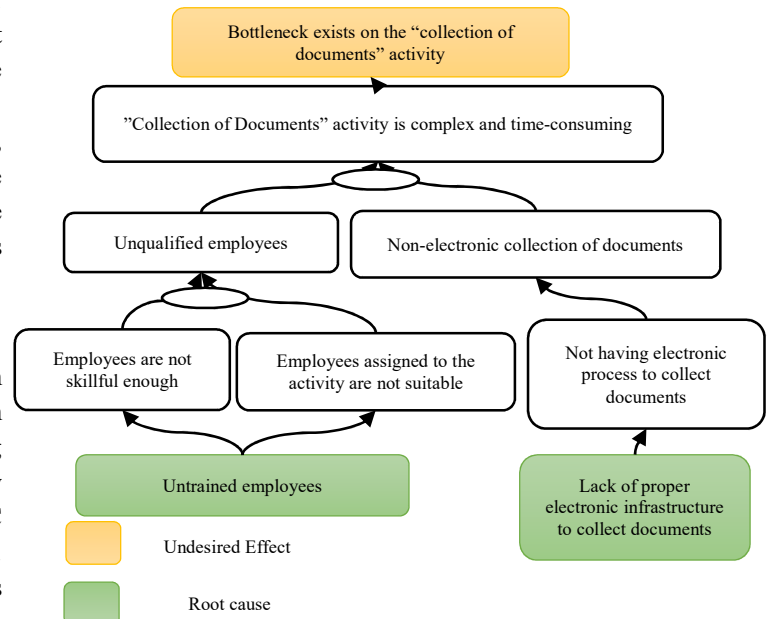 Bottleneck exists on the “collection of
documents” activity
”Collection of Documents” activity is complex and time-consuming
Unqualified employees
Non-electronic collection of documents
Employees are not
skillful enough
Employees assigned to the
activity are not suitable
Not having electronic
process to collect
documents
Untrained employees
Lack of proper
electronic infrastructure
to collect documents
Undesired Effect
Root cause